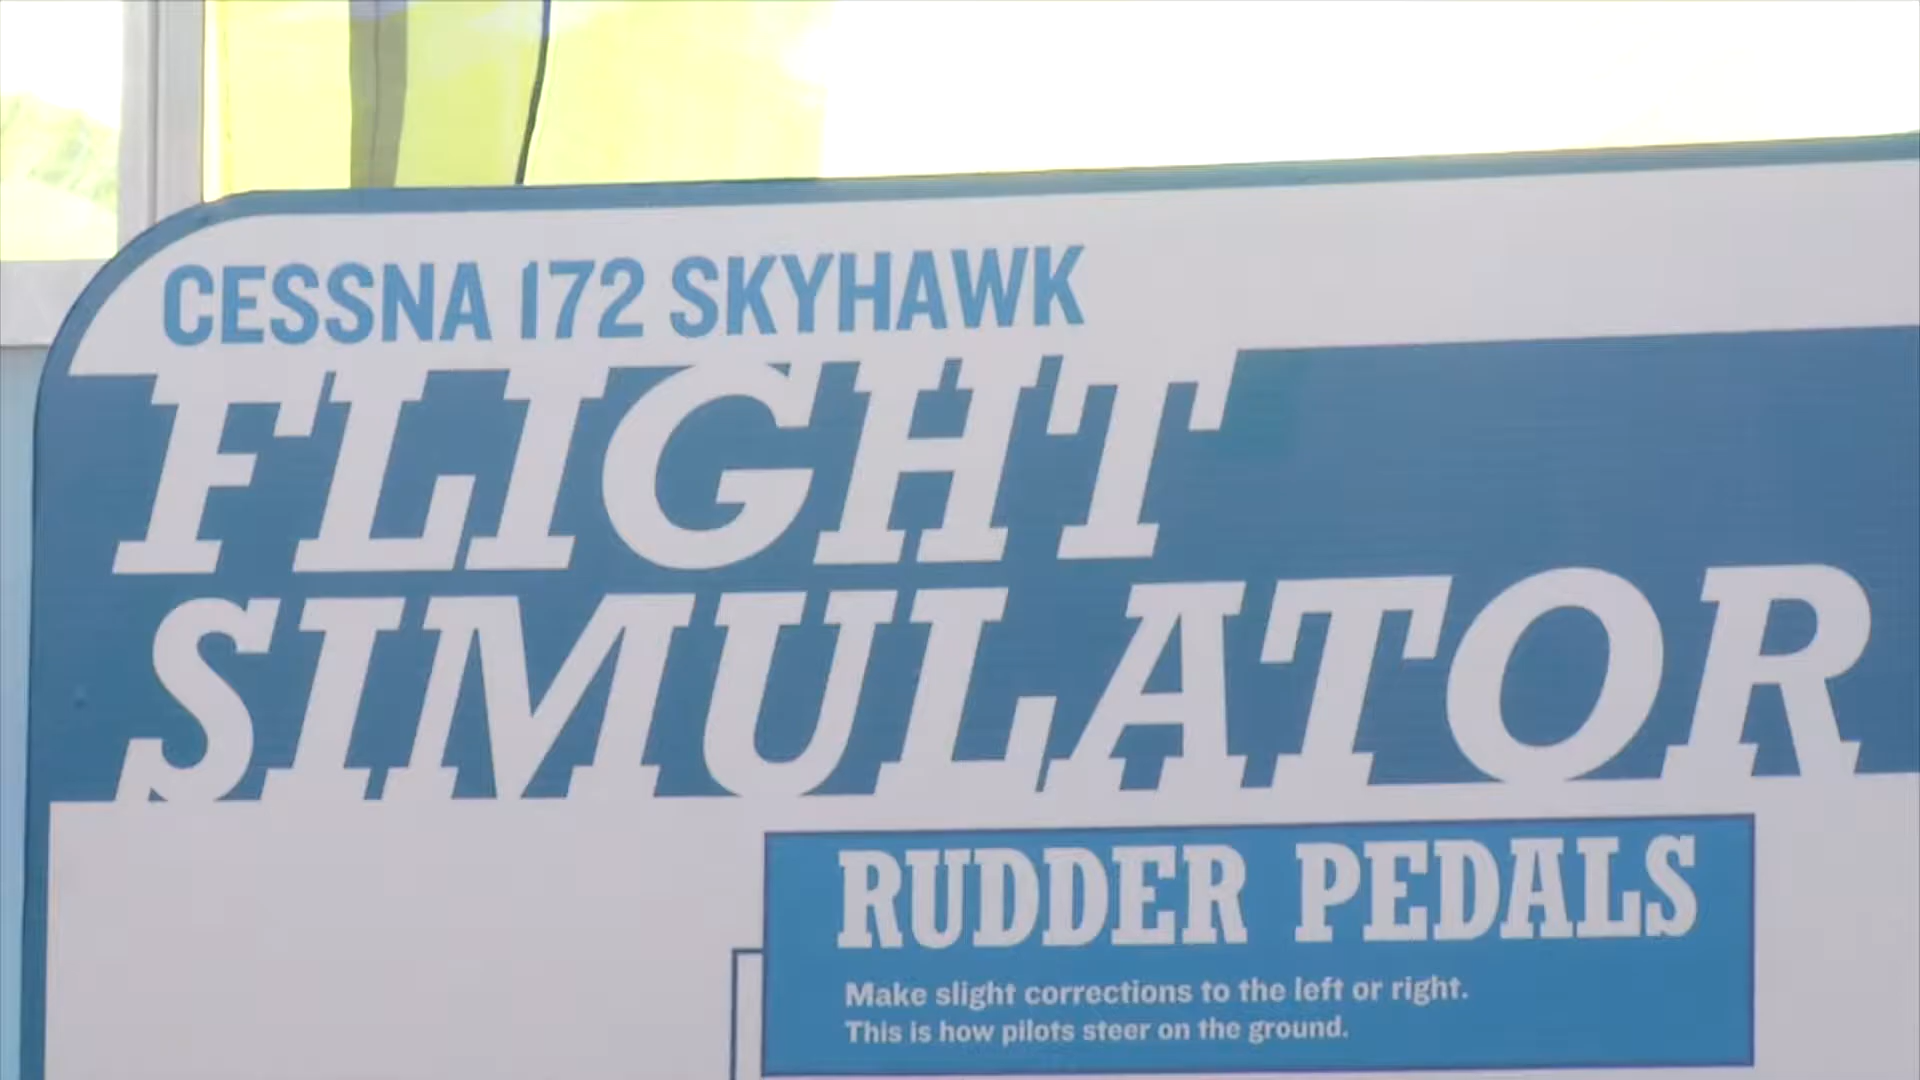 CESSNA 172 SKYHAWK
FLIGHT
SIMULATOR
RUDDER PEDALS
Make slight corrections to the left or right.
This is how pilots steer on the ground.